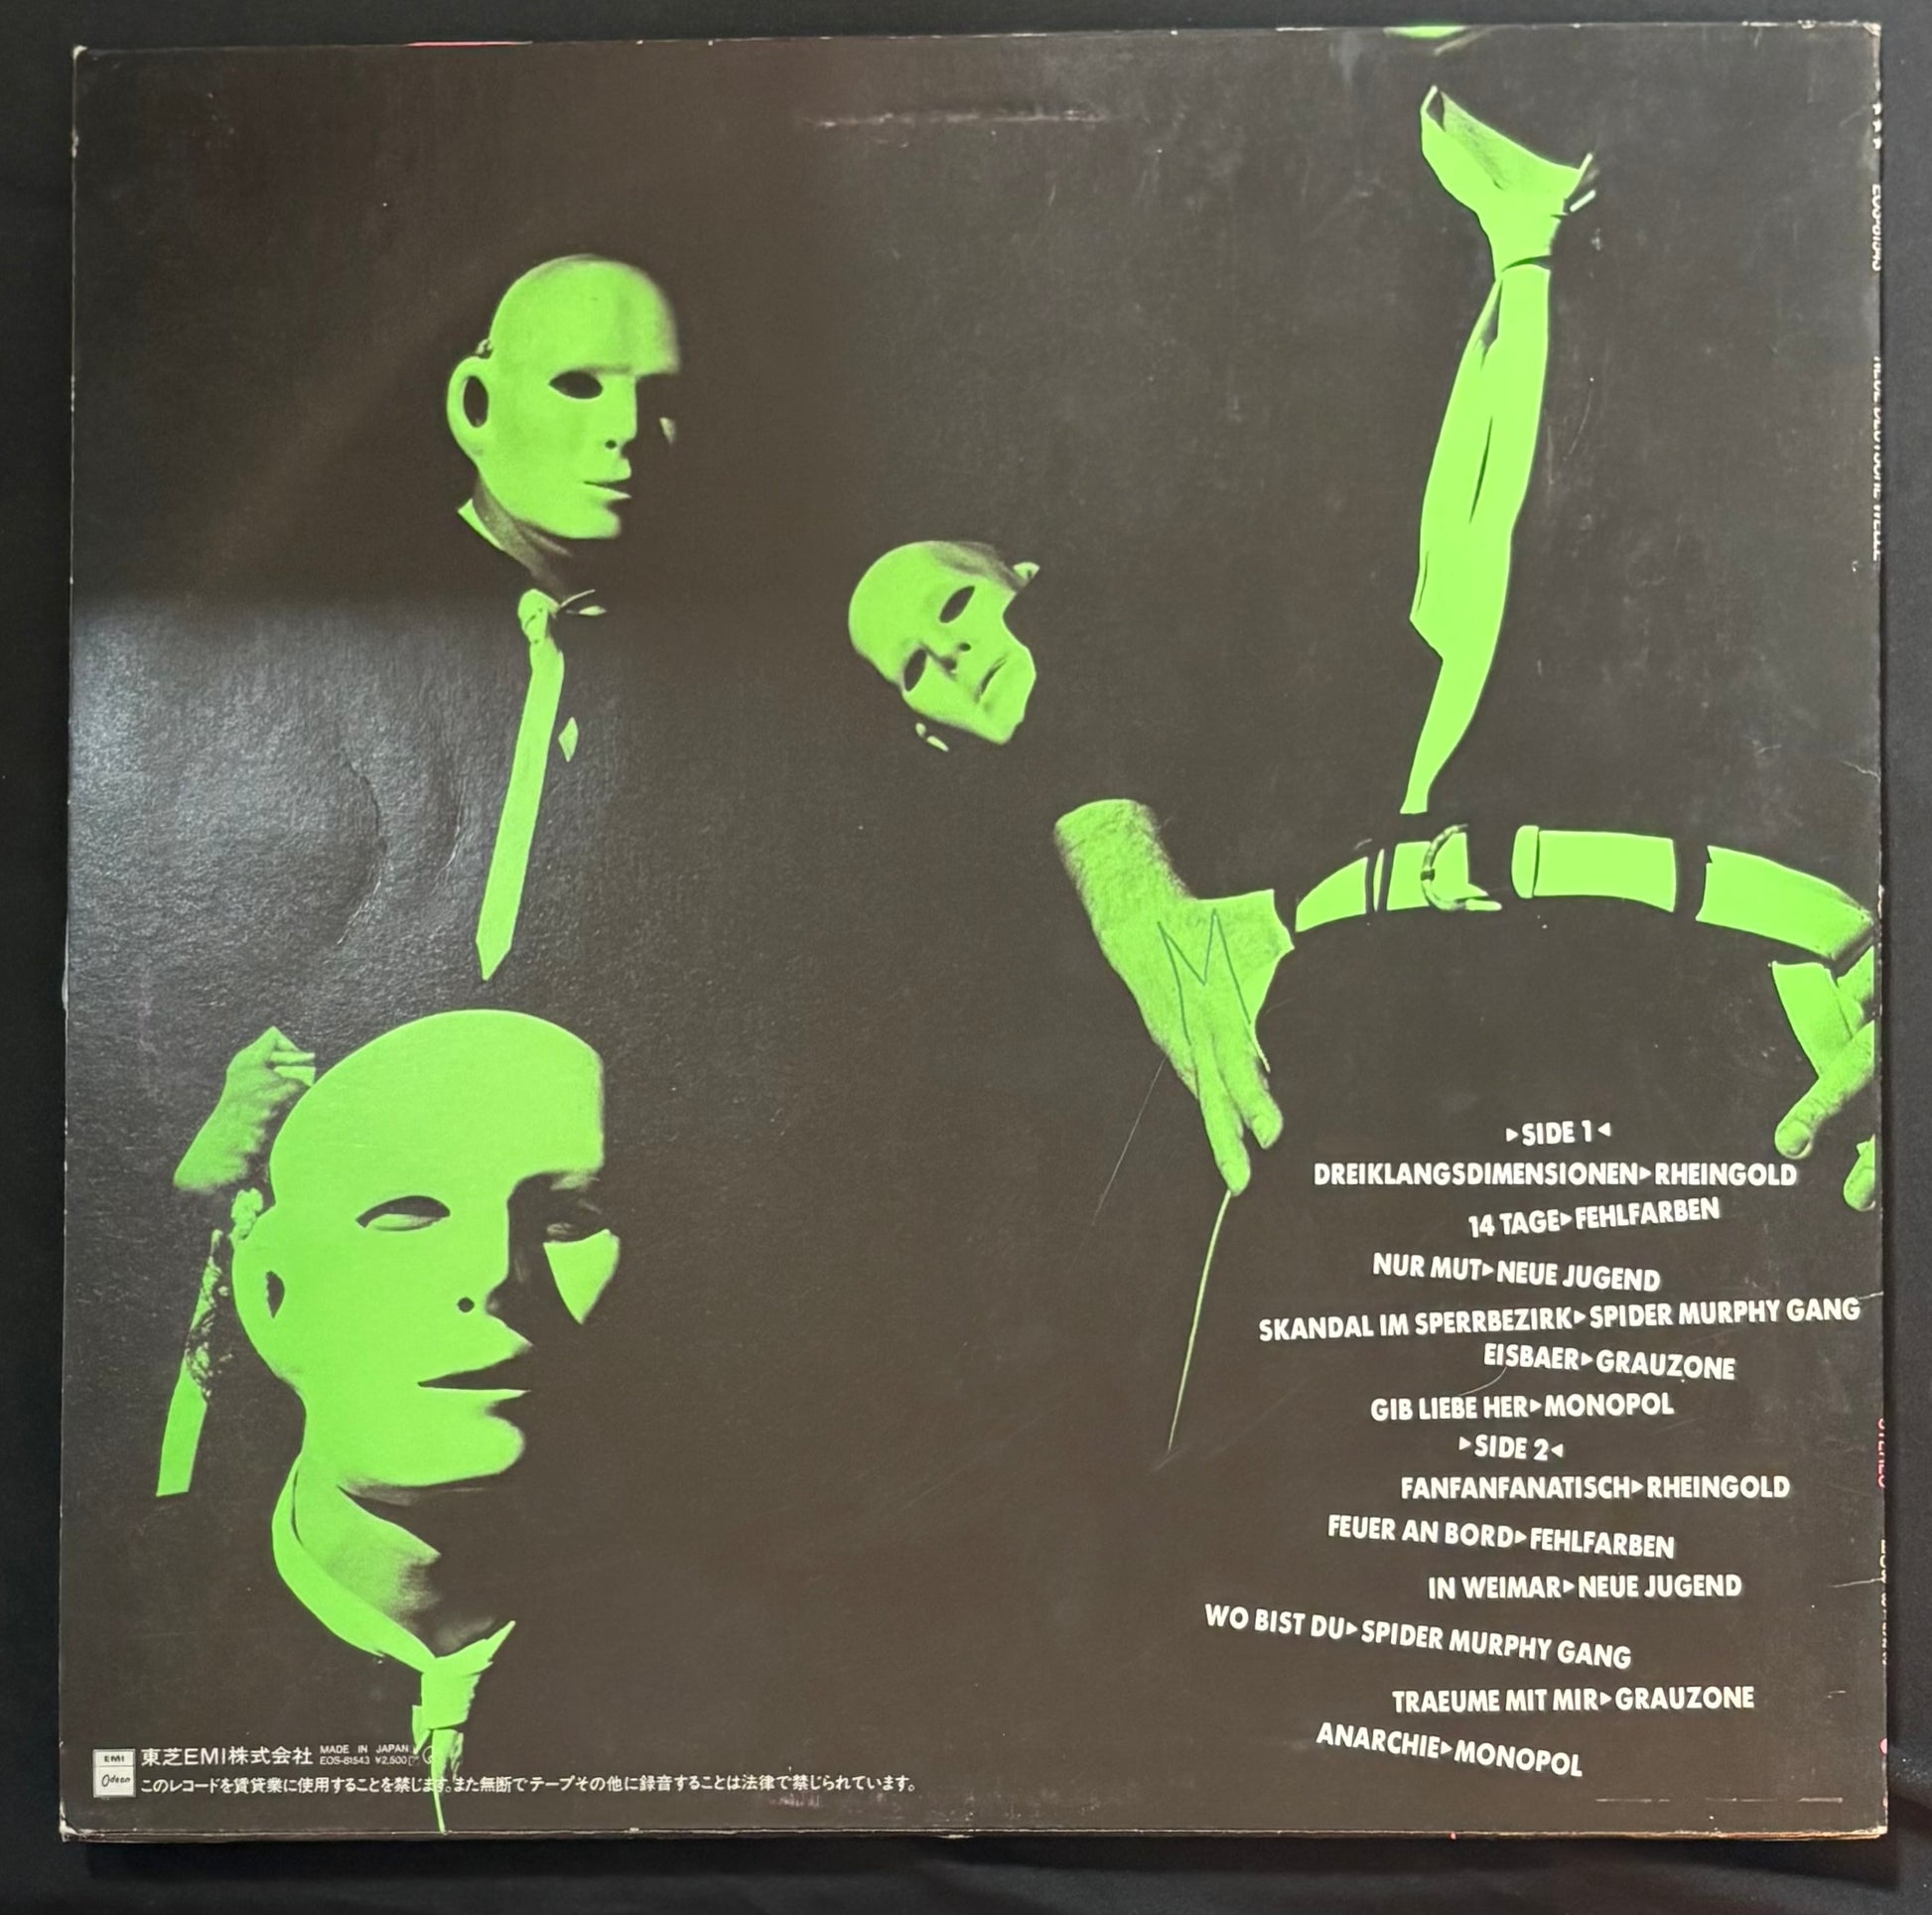 M
▶SIDE 1◀
DREIKLANGSDIMENSIONEN▶RHEINGOLD
14 TAGE▶FEHLFARBEN
NUR MUT▶NEUE JUGEND
SKANDAL IM SPERRBEZIRK▶SPIDER MURPHY GANG
EISBAER▶GRAUZONE
GIB LIEBE HER▶MONOPOL
▶SIDE 2◀
FANFANFANATISCH▶RHEINGOLD
FEUER AN BORD▶FEHLFARBEN
IN WEIMAR▶NEUE JUGEND
WO BIST DU▶SPIDER MURPHY GANG
TRAEUME MIT MIR▶GRAUZONE
ANARCHIE▶MONOPOL
EMI
Odeon
東芝EMI株式会社
MADE IN JAPAN
EOS-81543 ¥2,500
このレコードを賃貸業に使用することを禁じます。また無断でテープその他に録音することは法律で禁じられています。